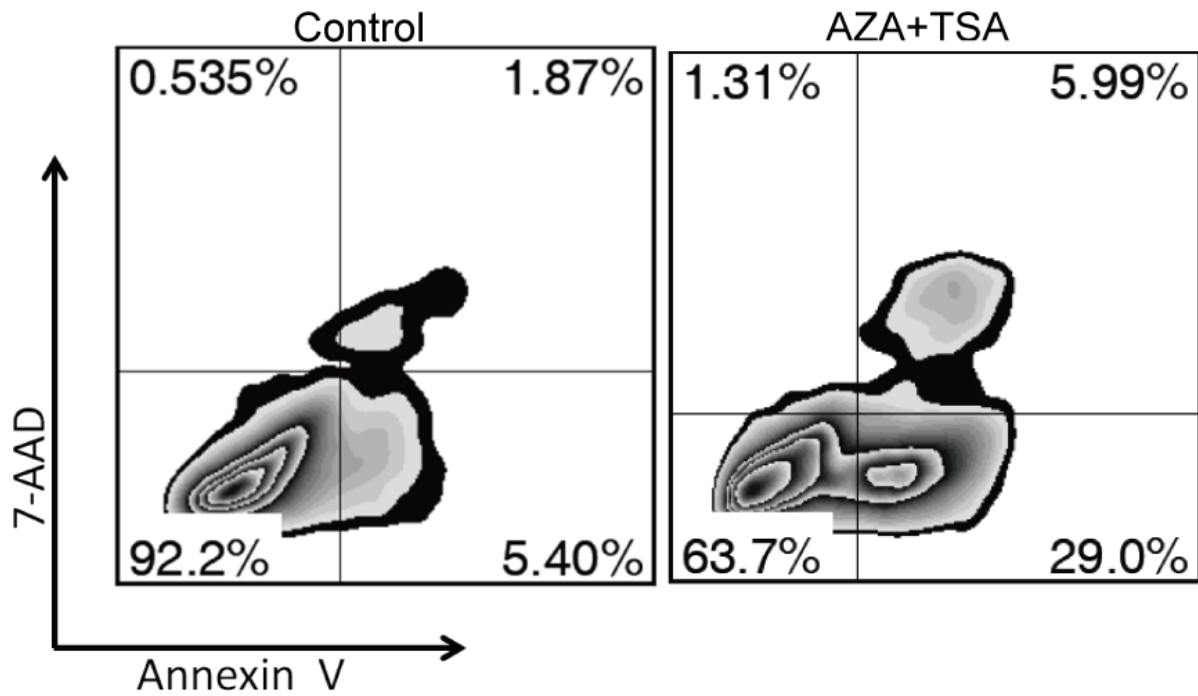 Control
AZA+TSA
0.535%
1.87%
1.31%
5.99%
7-AAD
92.2%
5.40%
63.7%
29.0%
Annexin V